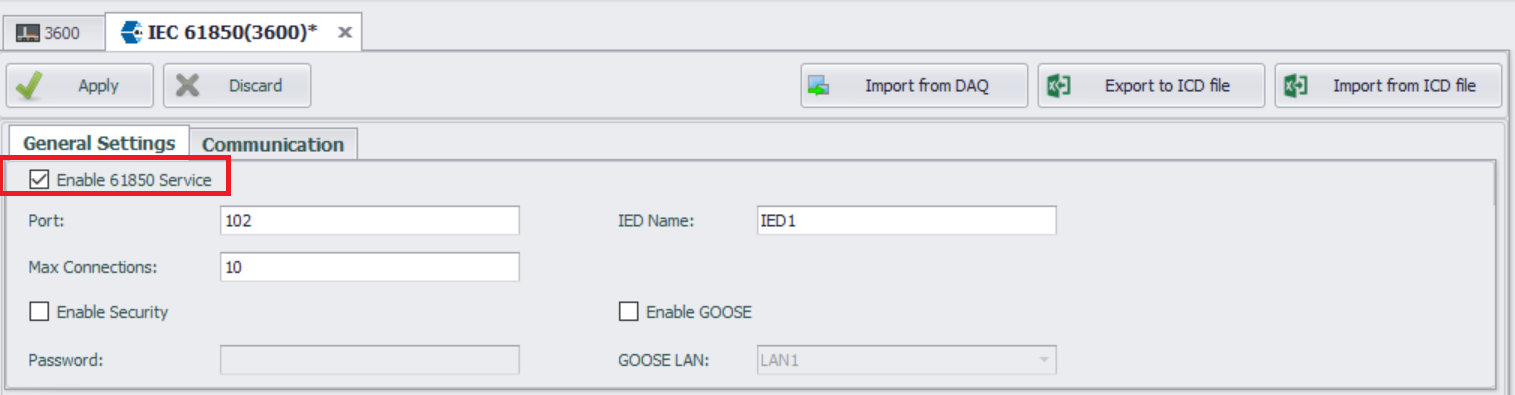 3600 IEC 61850(3600)*
Apply Discard Import from DAQ Export to ICD file Import from ICD file
General Settings Communication
Enable 61850 Service
Port: 102 IED Name: IED1
Max Connections: 10
Enable Security Enable GOOSE
Password: GOOSE LAN: LAN1